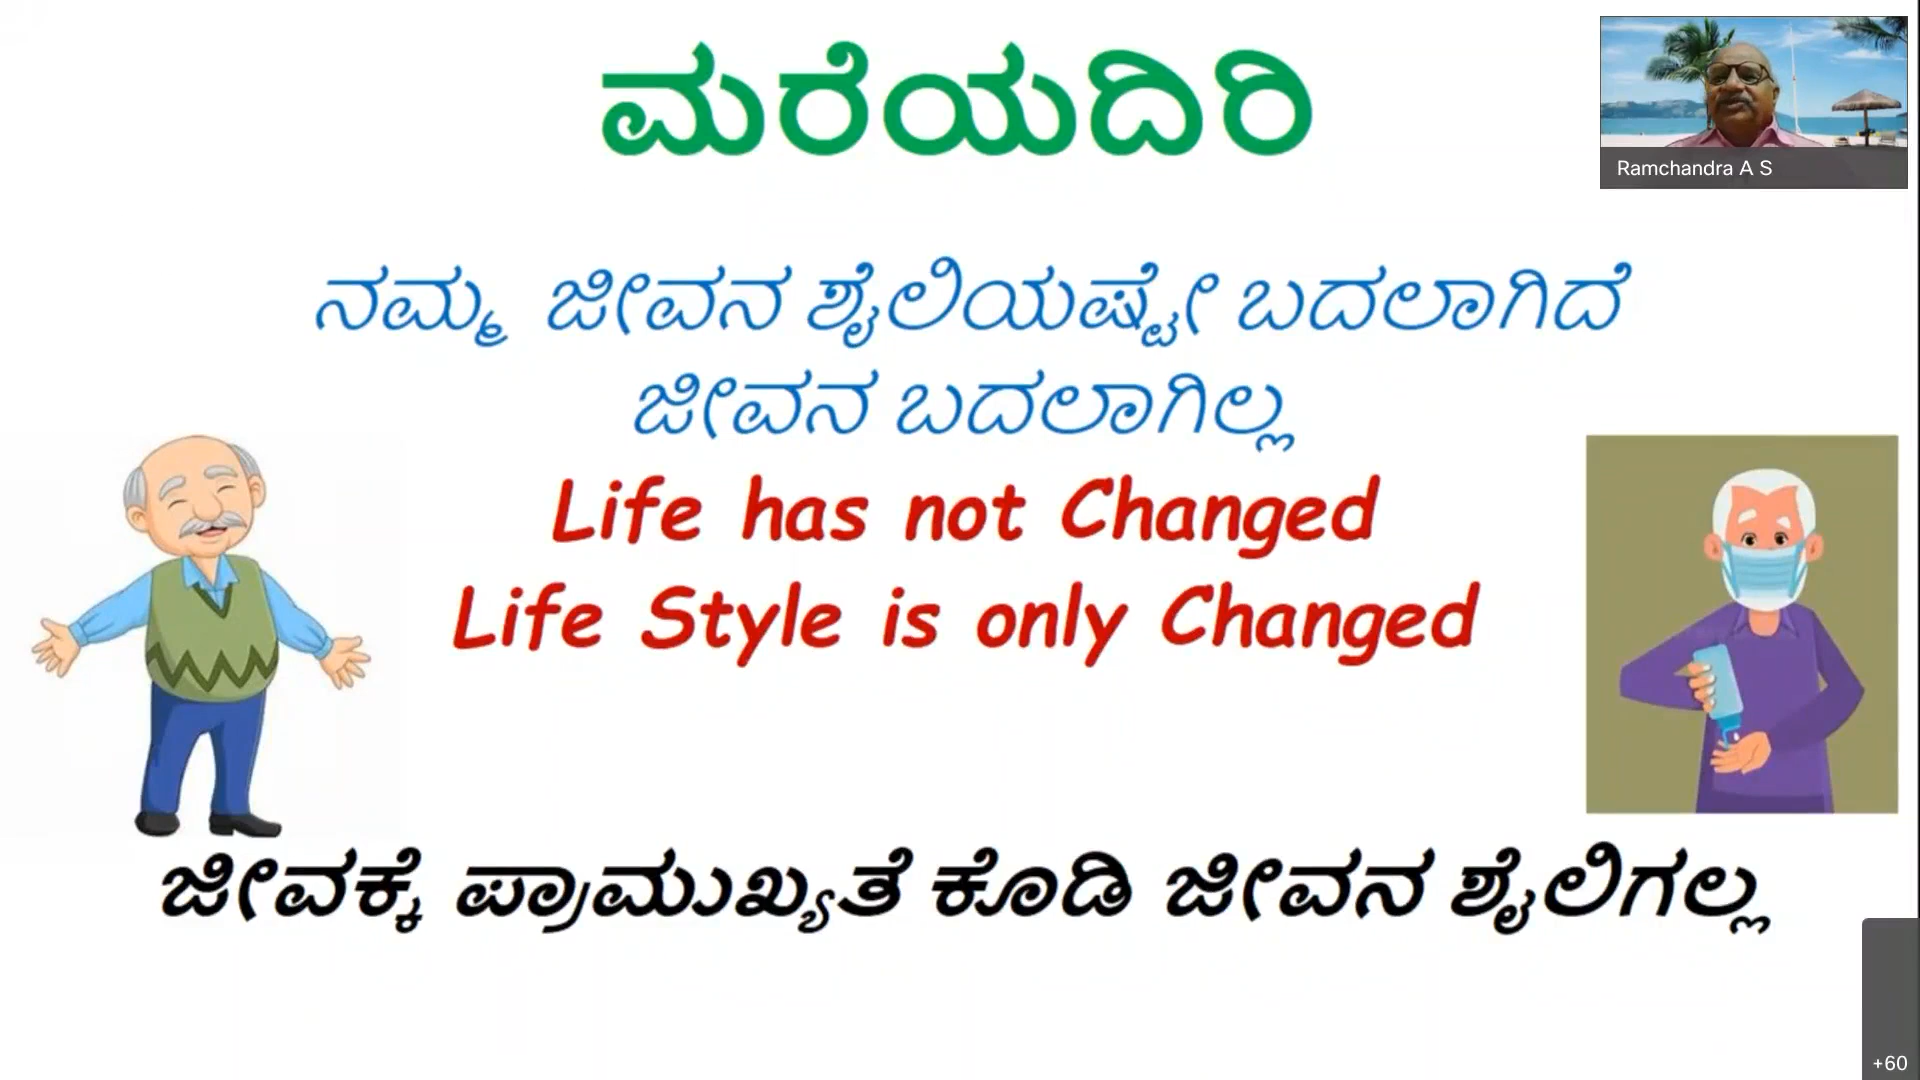 ಮರೆಯದಿರಿ
Ramchandra A S
ನಮ್ಮ ಜೀವನ ಶೈಲಿಯಷ್ಟೇ ಬದಲಾಗಿದೆ
ಜೀವನ ಬದಲಾಗಿಲ್ಲ
Life has not Changed
Life Style is only Changed
ಜೀವಕ್ಕೆ ಪ್ರಾಮುಖ್ಯತೆ ಕೊಡಿ ಜೀವನ ಶೈಲಿಗಲ್ಲ
+60